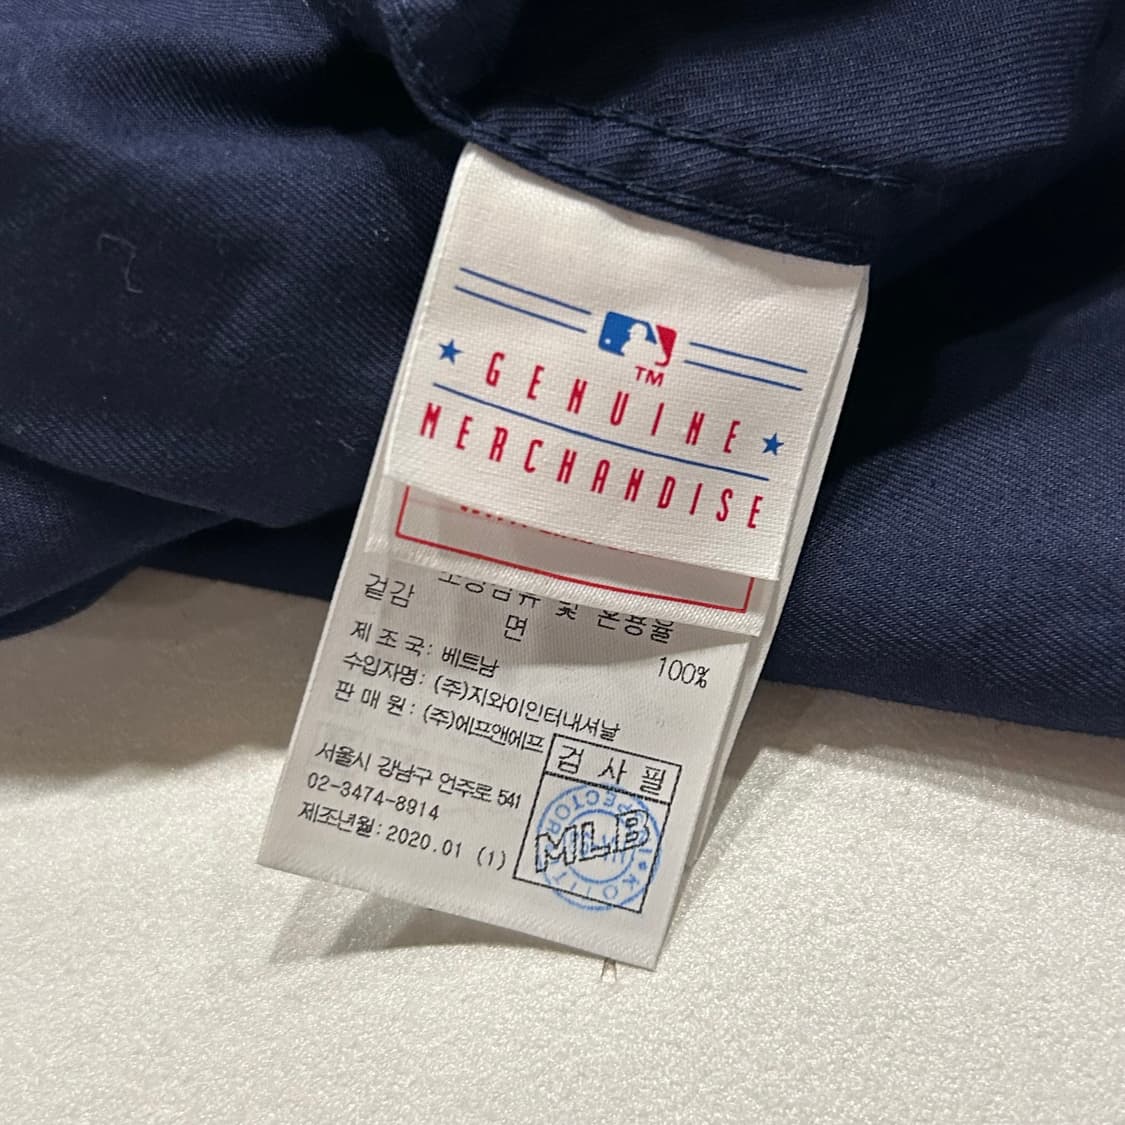 TM
GENUINE
MERCHANDISE
겉감
면
100%
제 조 국: 베트남
수입자명: (주)지와이인터내셔날
판 매 원: (주)에프앤에프
서울시 강남구 언주로 541
02-3474-8914
제조년월: 2020.01 (1)
검 사 필
MLB